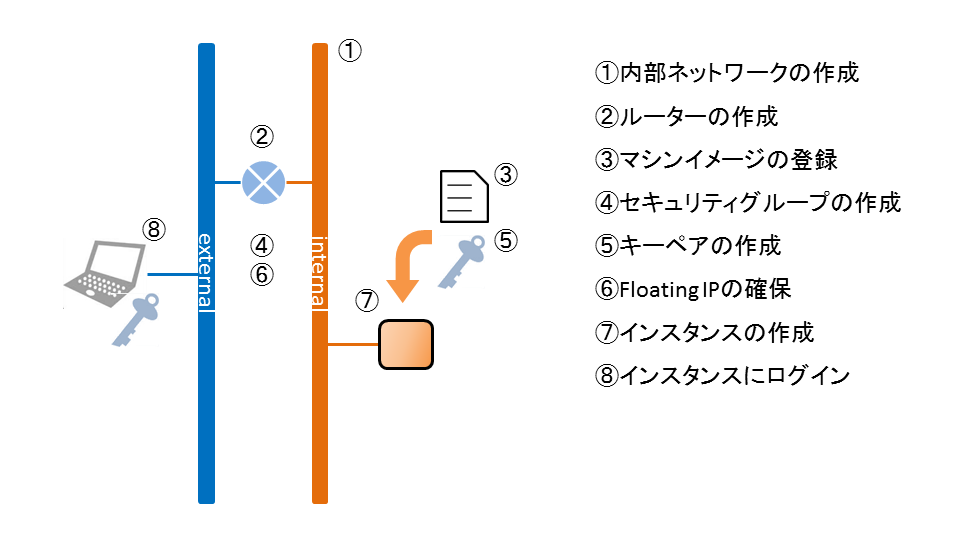 ①
②
③
④
⑤
⑥
⑦
⑧
external
internal
①内部ネットワークの作成
②ルーターの作成
③マシンイメージの登録
④セキュリティグループの作成
⑤キーペアの作成
⑥Floating IPの確保
⑦インスタンスの作成
⑧インスタンスにログイン